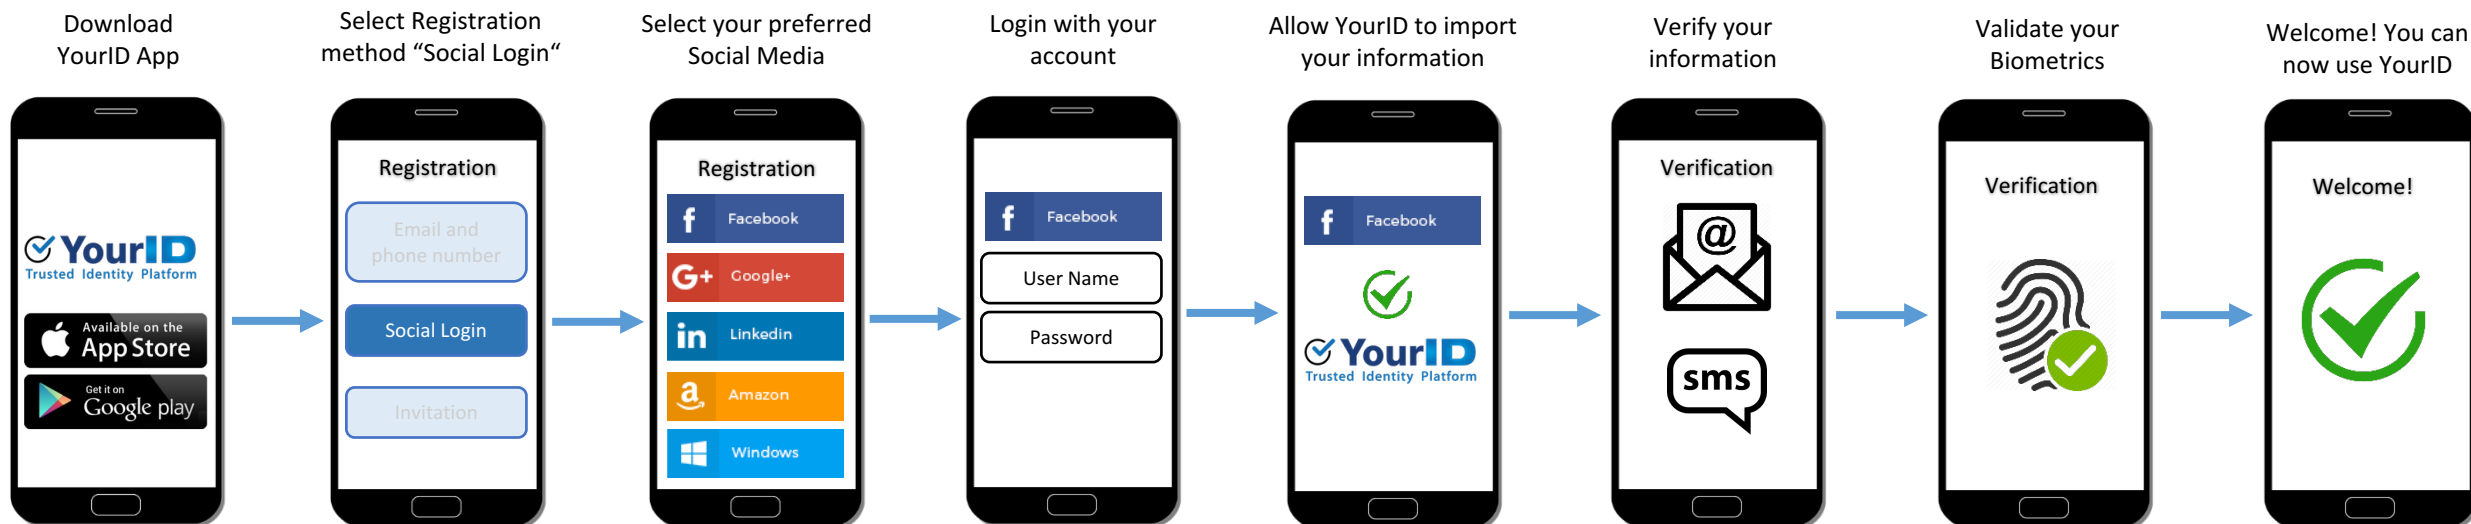 Download
YourID App
Select Registration
method “Social Login“
Select your preferred
Social Media
Login with your
account
Allow YourID to import
your information
Verify your
information
Validate your
Biometrics
Welcome! You can
now use YourID
YourID
Trusted Identity Platform
Available on the
App Store
Get it on
Google play
Registration
Email and
phone number
Social Login
Invitation
Registration
f
Facebook
G+
Google+
in
Linkedin
a
Amazon
Windows
f
Facebook
User Name
Password
f
Facebook
YourID
Trusted Identity Platform
Verification
@
sms
Verification
Welcome!